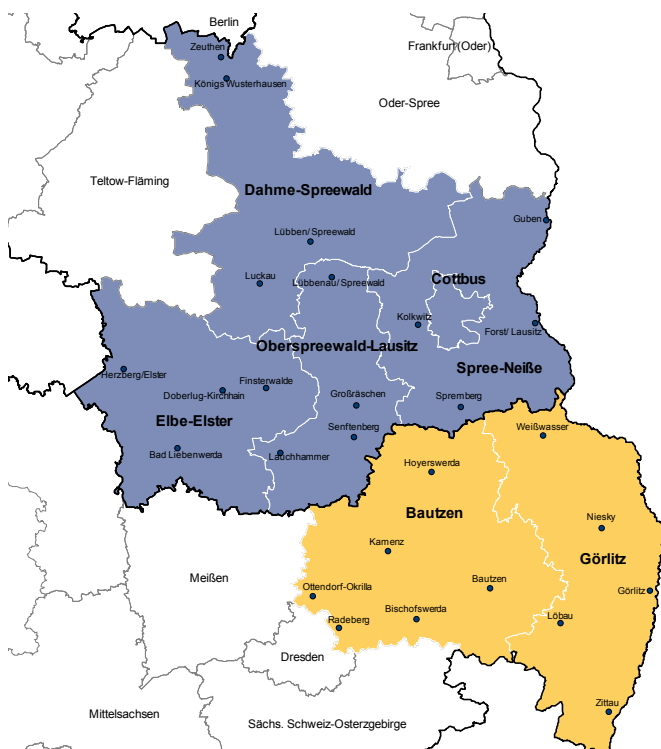 Berlin
Frankfurt (Oder)
Zeuthen
Königs Wusterhausen
Oder-Spree
Teltow-Fläming
Dahme-Spreewald
Guben
Lübben/ Spreewald
Luckau
Lübbenau/ Spreewald
Cottbus
Kolkwitz
Forst/ Lausitz
Oberspreewald-Lausitz
Herzberg/Elster
Spree-Neiße
Finsterwalde
Doberlug-Kirchhain
Großräschen
Spremberg
Elbe-Elster
Senftenberg
Weißwasser
Bad Liebenwerda
Lauchhammer
Hoyerswerda
Bautzen
Niesky
Kamenz
Görlitz
Meißen
Ottendorf-Okrilla
Bautzen
Görlitz
Radeberg
Bischofswerda
Löbau
Dresden
Zittau
Mittelsachsen
Sächs. Schweiz-Osterzgebirge